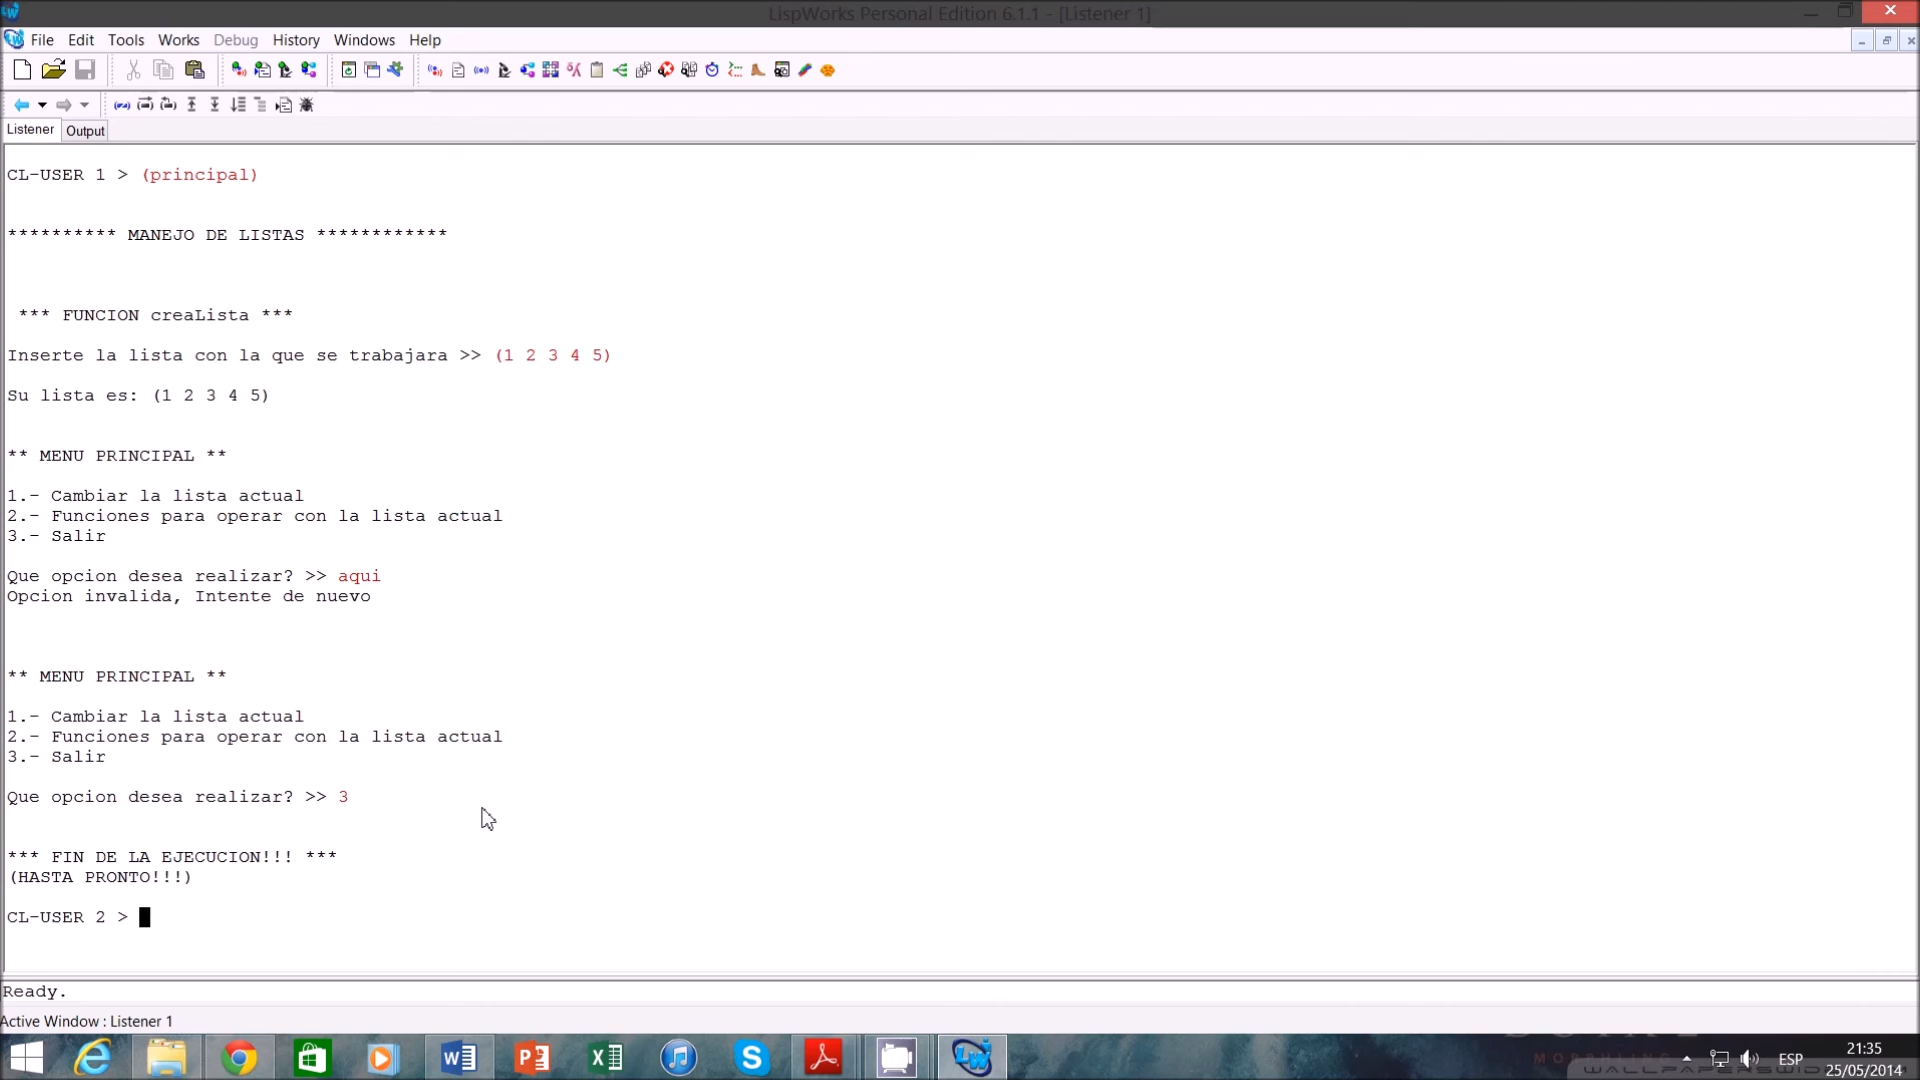 LispWorks Personal Edition 6.1.1 - [Listener 1]
File Edit Tools Works Debug History Windows Help
Listener Output
CL-USER 1 > (principal)
********** MANEJO DE LISTAS ************
*** FUNCION creaLista ***
Inserte la lista con la que se trabajara >> (1 2 3 4 5)
Su lista es: (1 2 3 4 5)
** MENU PRINCIPAL **
1.- Cambiar la lista actual
2.- Funciones para operar con la lista actual
3.- Salir
Que opcion desea realizar? >> aqui
Opcion invalida, Intente de nuevo
** MENU PRINCIPAL **
1.- Cambiar la lista actual
2.- Funciones para operar con la lista actual
3.- Salir
Que opcion desea realizar? >> 3
*** FIN DE LA EJECUCION!!! ***
(HASTA PRONTO!!!)
CL-USER 2 >
Ready.
Active Window : Listener 1
ESP
21:35
25/05/2014